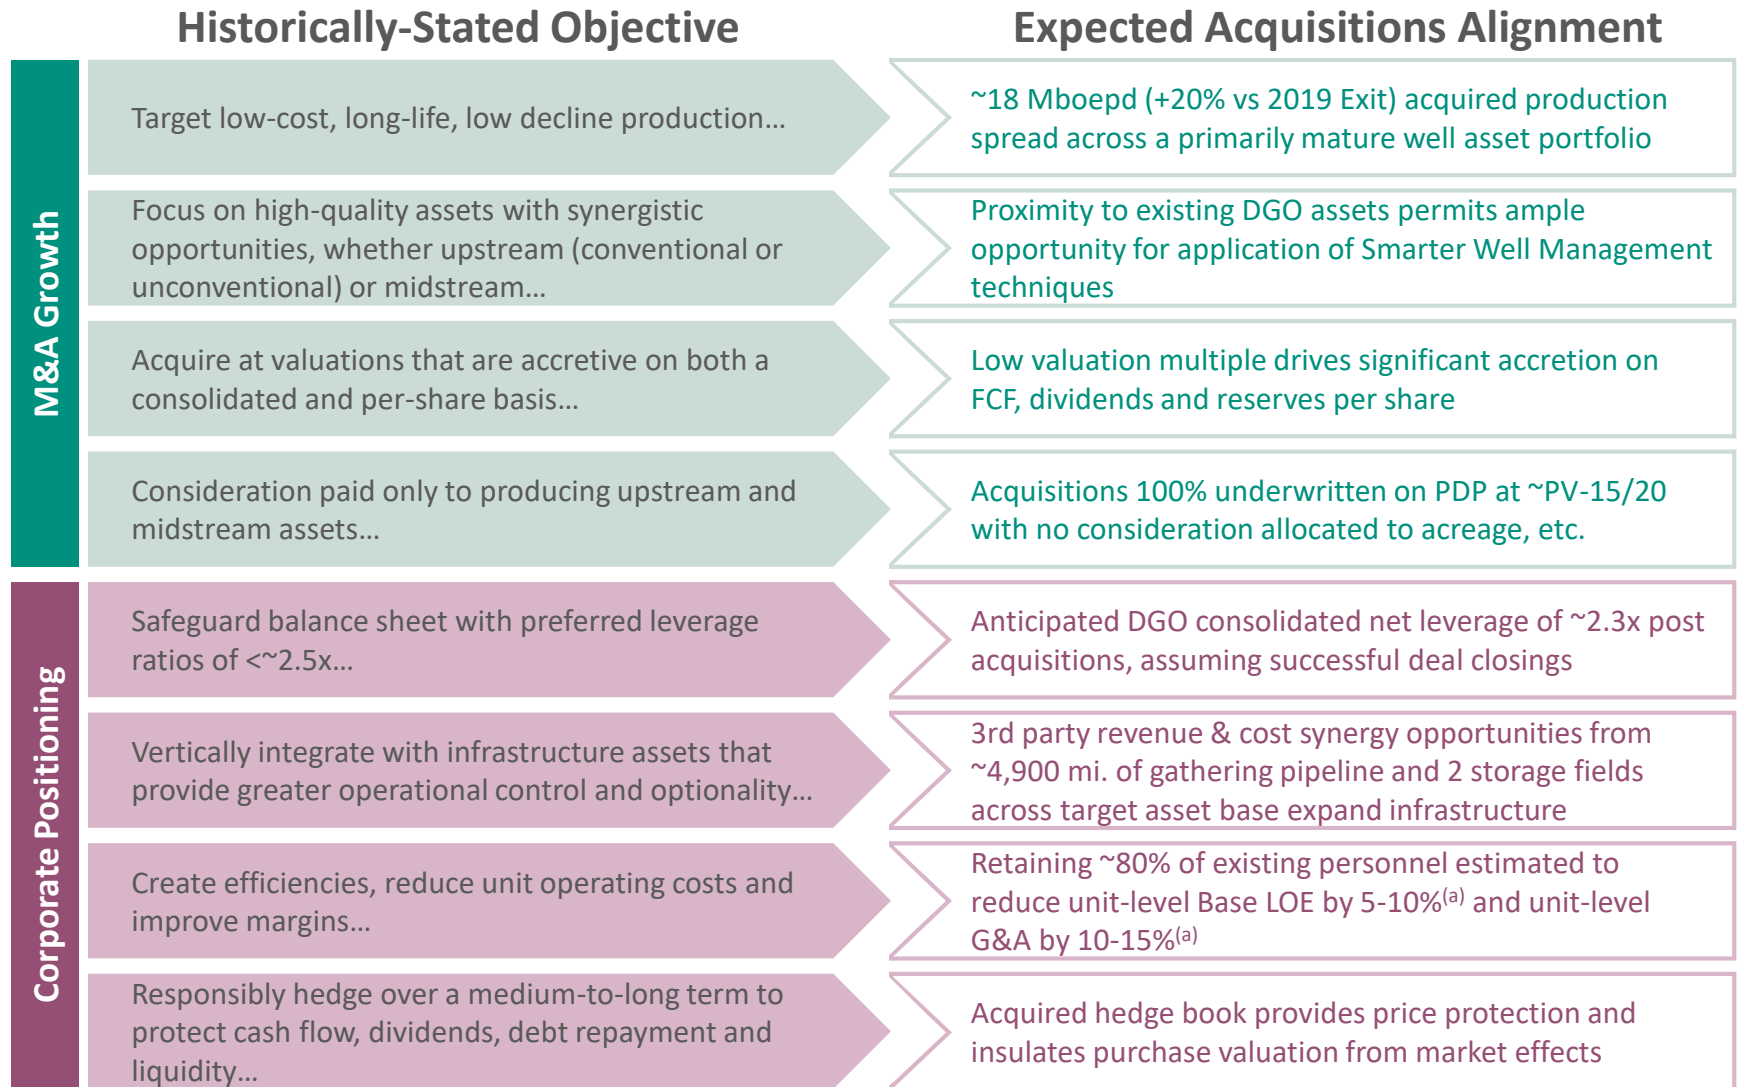 Historically-Stated Objective
Expected Acquisitions Alignment
M&A Growth
Target low-cost, long-life, low decline production…
~18 Mboepd (+20% vs 2019 Exit) acquired production
spread across a primarily mature well asset portfolio
Focus on high-quality assets with synergistic
opportunities, whether upstream (conventional or
unconventional) or midstream…
Proximity to existing DGO assets permits ample
opportunity for application of Smarter Well Management
techniques
Acquire at valuations that are accretive on both a
consolidated and per-share basis…
Low valuation multiple drives significant accretion on
FCF, dividends and reserves per share
Consideration paid only to producing upstream and
midstream assets…
Acquisitions 100% underwritten on PDP at ~PV-15/20
with no consideration allocated to acreage, etc.
Corporate Positioning
Safeguard balance sheet with preferred leverage
ratios of <~2.5x…
Anticipated DGO consolidated net leverage of ~2.3x post
acquisitions, assuming successful deal closings
Vertically integrate with infrastructure assets that
provide greater operational control and optionality…
3rd party revenue & cost synergy opportunities from
~4,900 mi. of gathering pipeline and 2 storage fields
across target asset base expand infrastructure
Create efficiencies, reduce unit operating costs and
improve margins…
Retaining ~80% of existing personnel estimated to
reduce unit-level Base LOE by 5-10%(a) and unit-level
G&A by 10-15%(a)
Responsibly hedge over a medium-to-long term to
protect cash flow, dividends, debt repayment and
liquidity…
Acquired hedge book provides price protection and
insulates purchase valuation from market effects